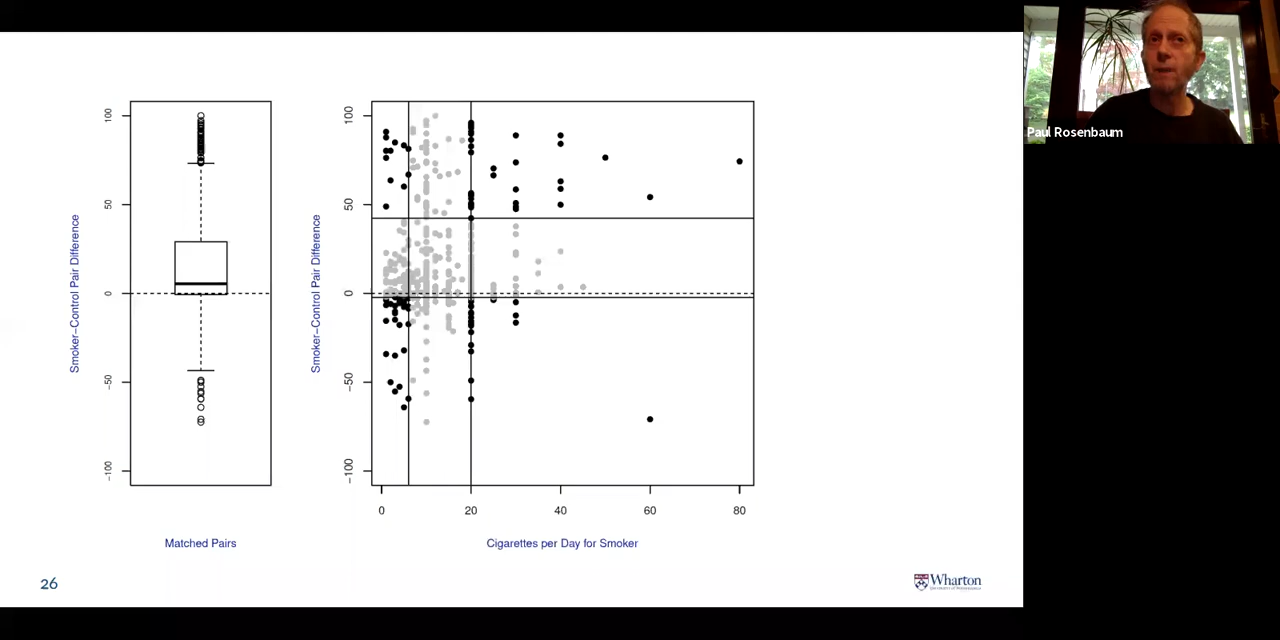 Paul Rosenbaum
100
50
0
−50
−100
Smoker−Control Pair Difference
Matched Pairs
100
50
0
−50
−100
Smoker−Control Pair Difference
0 20 40 60 80
Cigarettes per Day for Smoker
26
Wharton